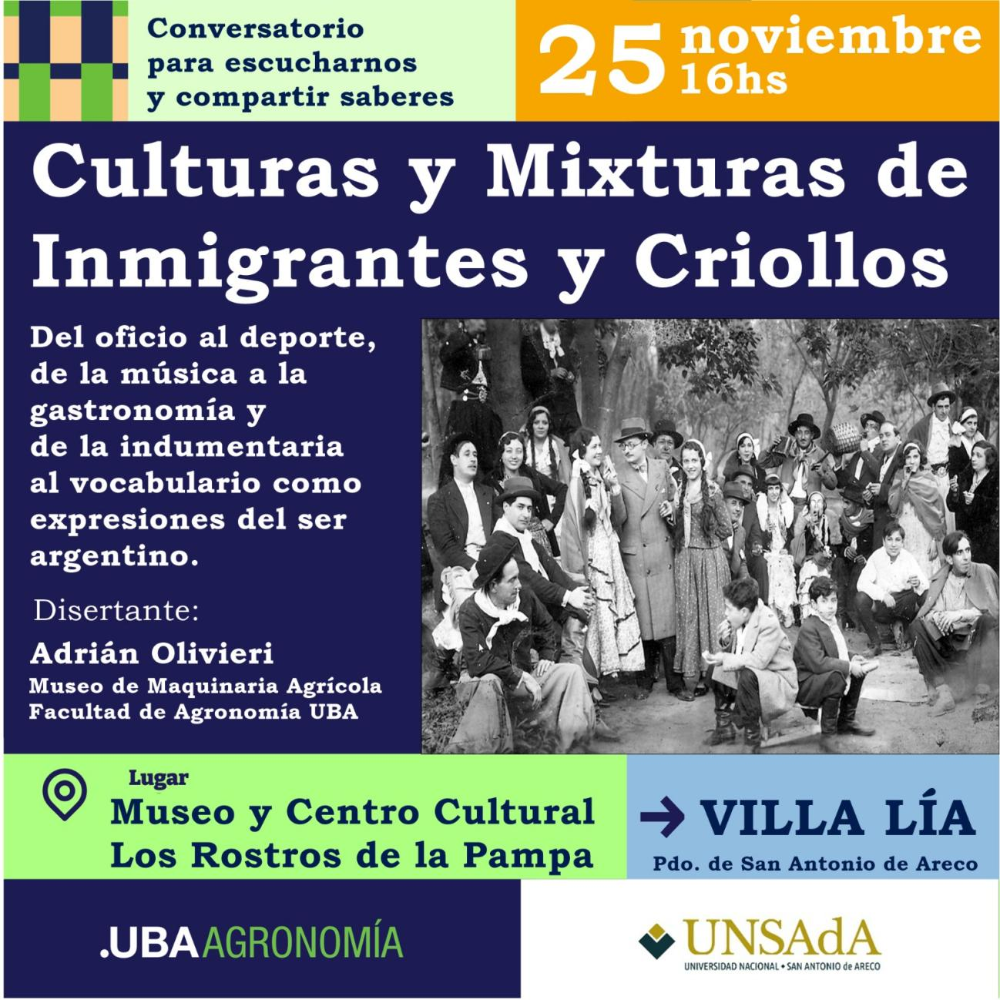 Conversatorio
para escucharnos
y compartir saberes
25 noviembre
16hs
Culturas y Mixturas de
Inmigrantes y Criollos
Del oficio al deporte,
de la música a la
gastronomía y
de la indumentaria
al vocabulario como
expresiones del ser
argentino.
Disertante:
Adrián Olivieri
Museo de Maquinaria Agrícola
Facultad de Agronomía UBA
Lugar
Museo y Centro Cultural
Los Rostros de la Pampa
VILLA LÍA
Pdo. de San Antonio de Areco
.UBAAGRONOMÍA
UNSAdA
UNIVERSIDAD NACIONAL • SAN ANTONIO de ARECO